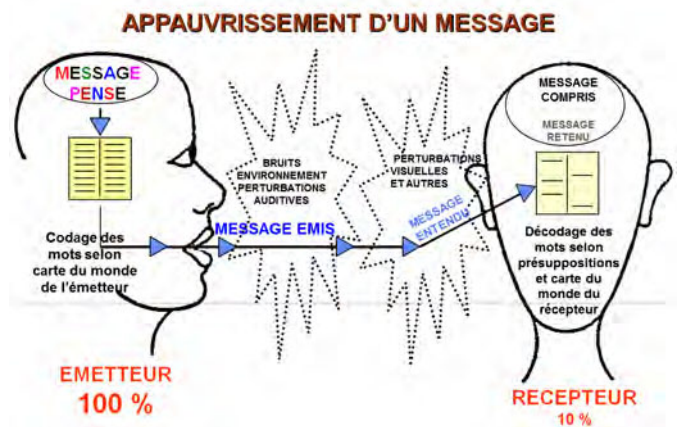 APPAUVRISSEMENT D'UN MESSAGE
MESSAGE
PENSE
Codage des
mots selon
carte du monde
de l'émetteur
EMETTEUR
100 %
BRUITS
ENVIRONNEMENT
PERTURBATIONS
AUDITIVES
MESSAGE EMIS
PERTURBATIONS
VISUELLES
ET AUTRES
MESSAGE
ENTENDU
MESSAGE
COMPRIS
MESSAGE
RETENU
Décodage des
mots selon
présuppositions
et carte du
monde du
récepteur
RECEPTEUR
10 %